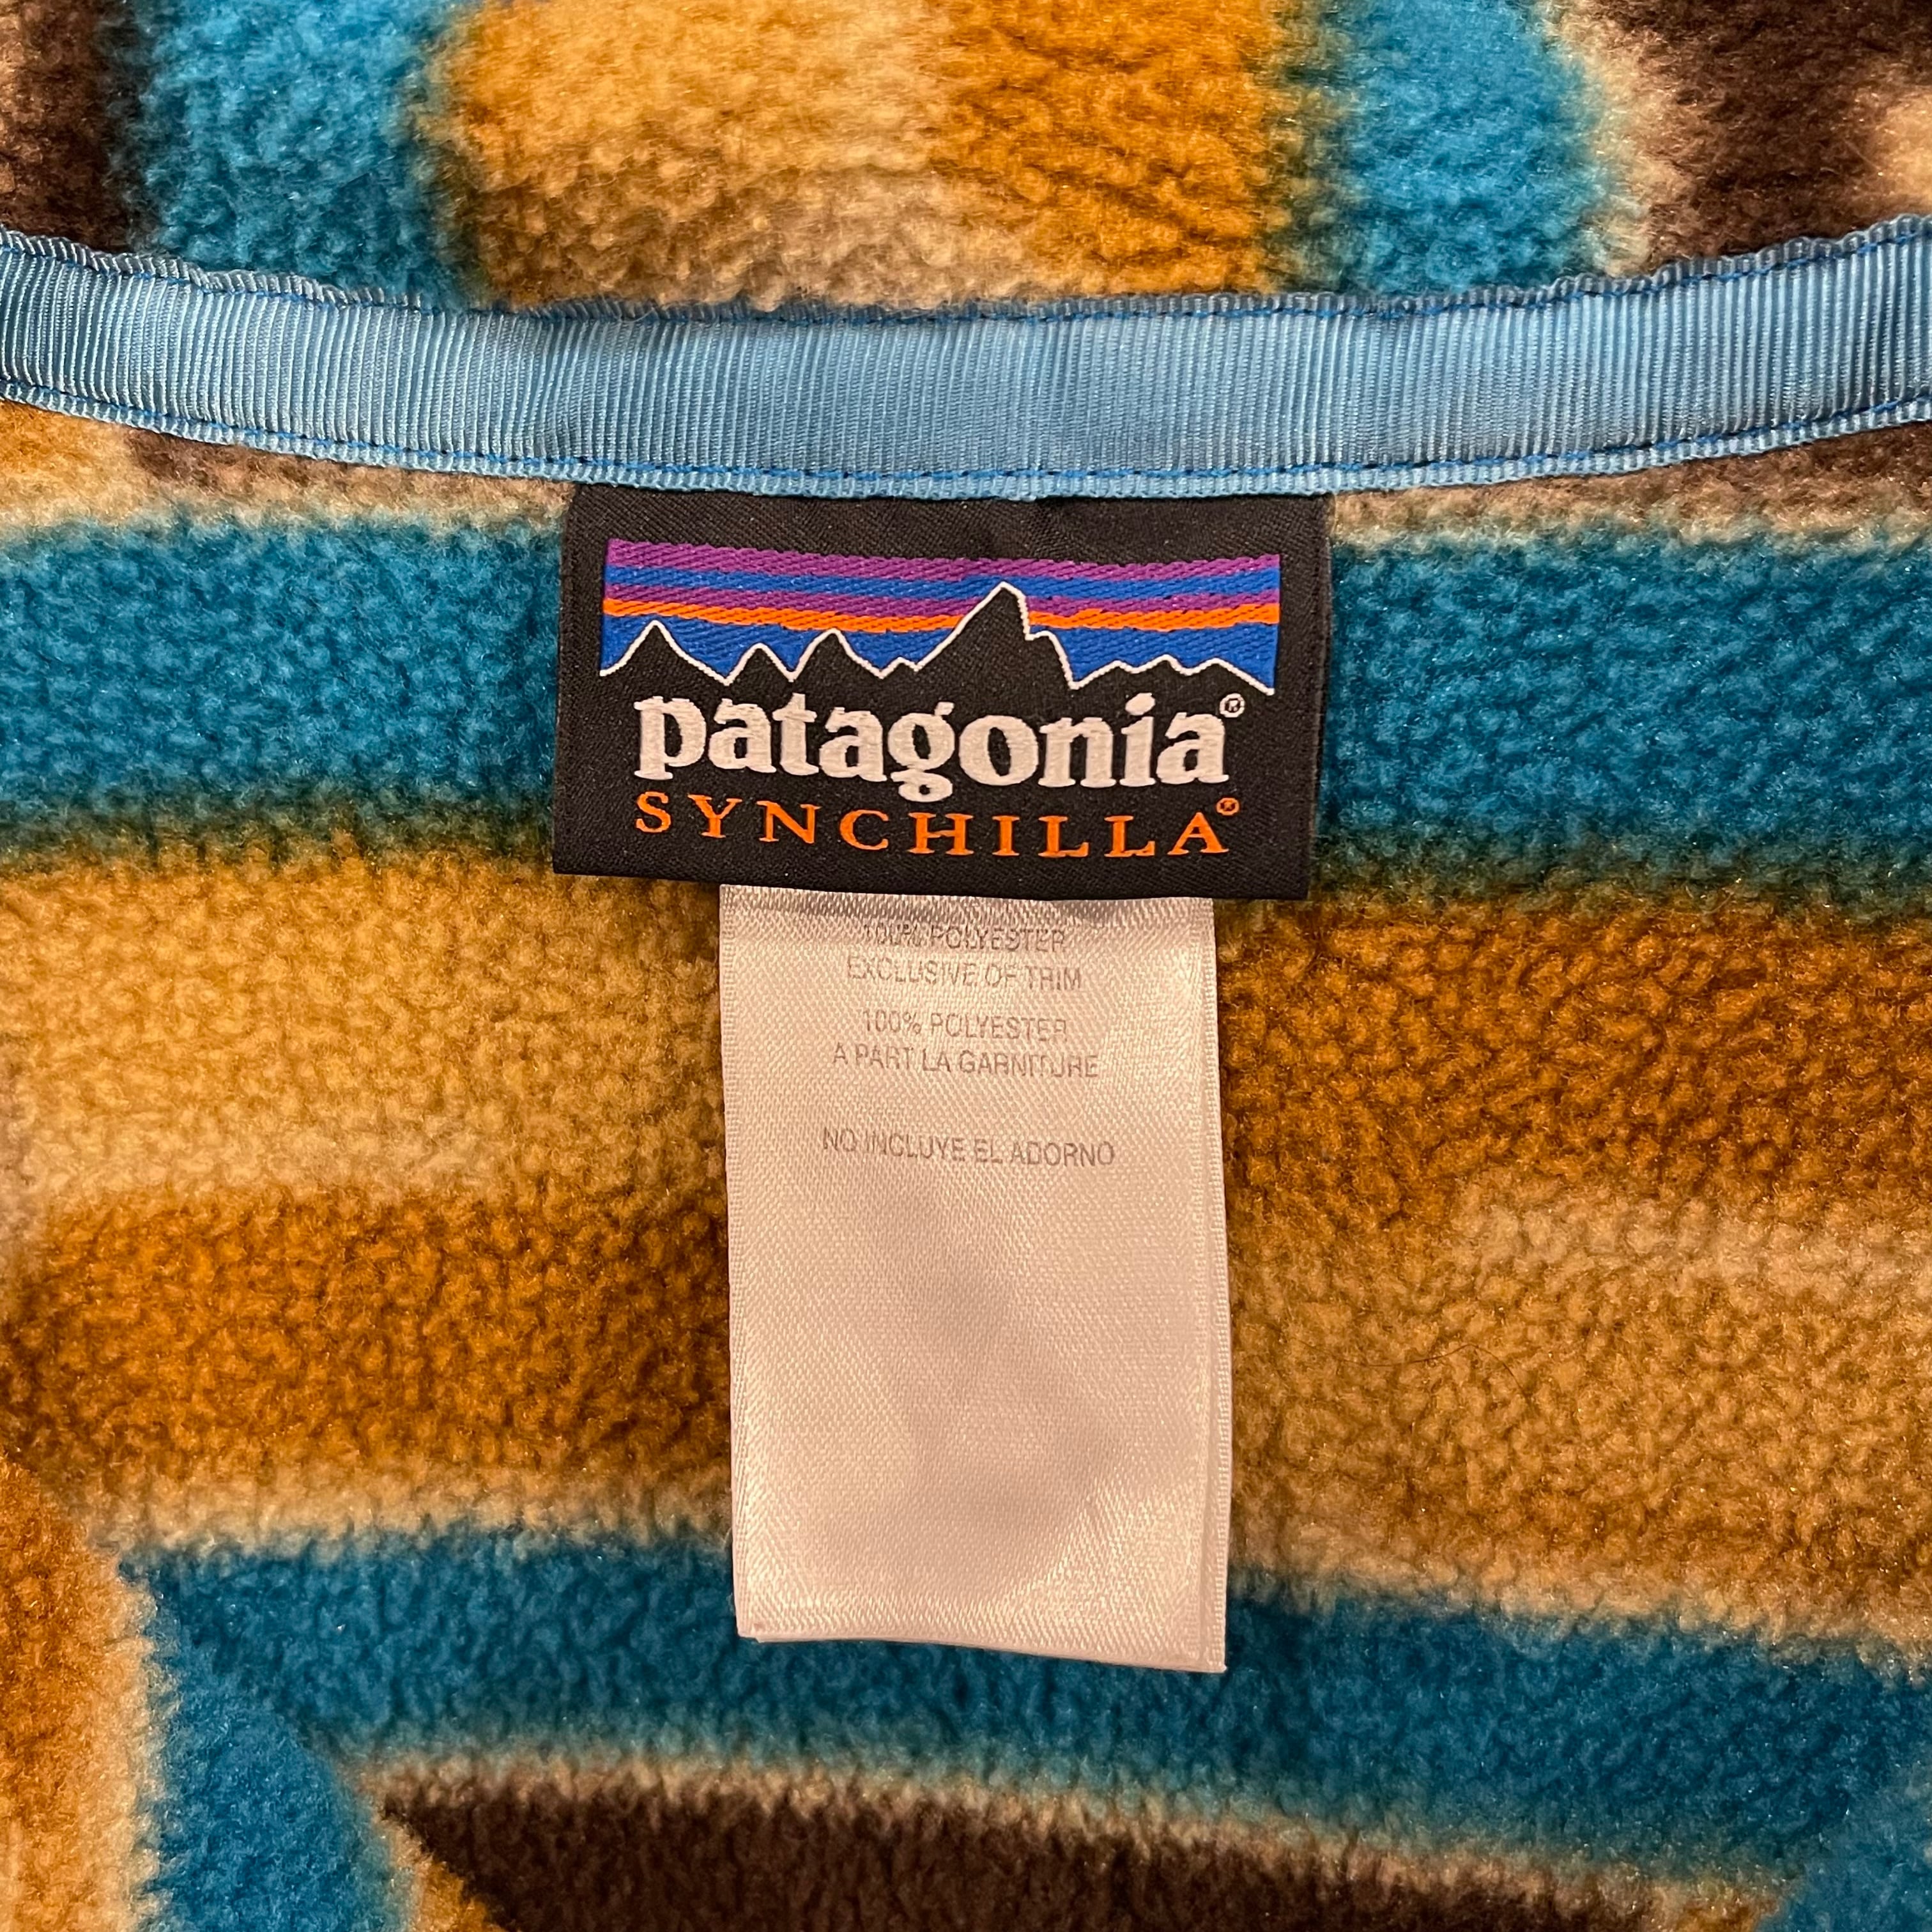 patagonia®
SYNCHILLA®
100% POLYESTER
EXCLUSIVE OF TRIM
100% POLYESTER
A PART LA GARNITURE
NO INCLUYE EL ADORNO